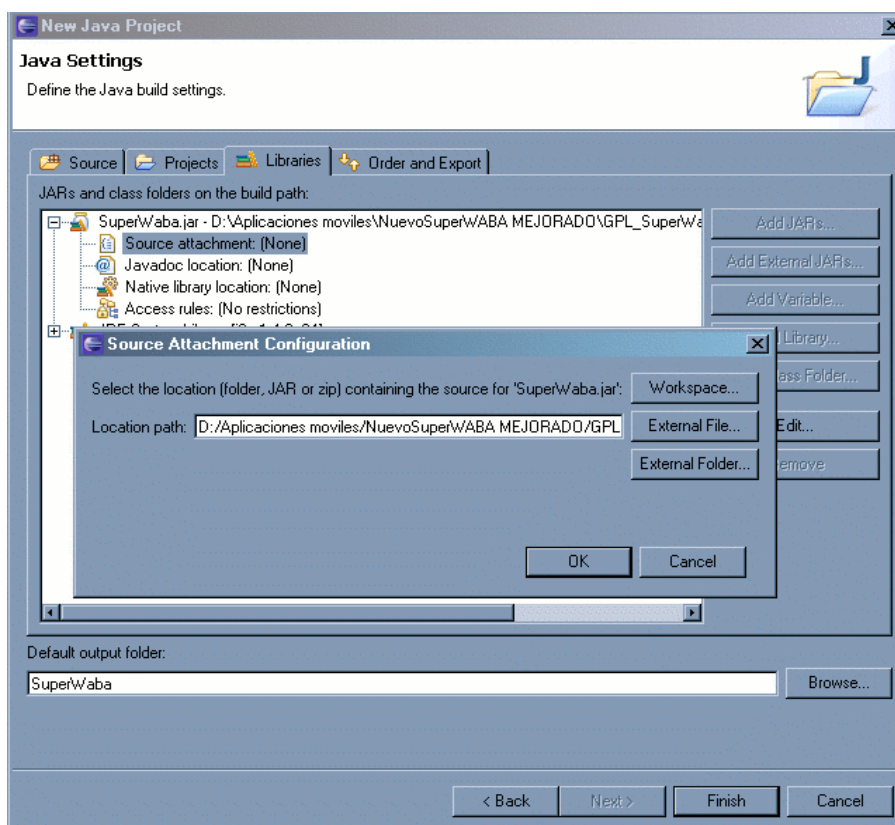 New Java Project
Java Settings
Define the Java build settings.
Source Projects Libraries Order and Export
JARs and class folders on the build path:
SuperWaba.jar - D:\Aplicaciones moviles\NuevoSuperWABA MEJORADO\GPL_SuperWa
Add JARs...
Source attachment: (None)
Javadoc location: (None)
Add External JARs...
Native library location: (None)
Add Variable...
Access rules: (No restrictions)
Library...
Source Attachment Configuration
Select the location (folder, JAR or zip) containing the source for 'SuperWaba.jar':
Workspace...
ass Folder...
Location path: D:/Aplicaciones moviles/NuevoSuperWABA MEJORADO/GPL
External File...
Edit...
External Folder...
emove
OK Cancel
Default output folder:
SuperWaba
Browse...
< Back Next > Finish Cancel